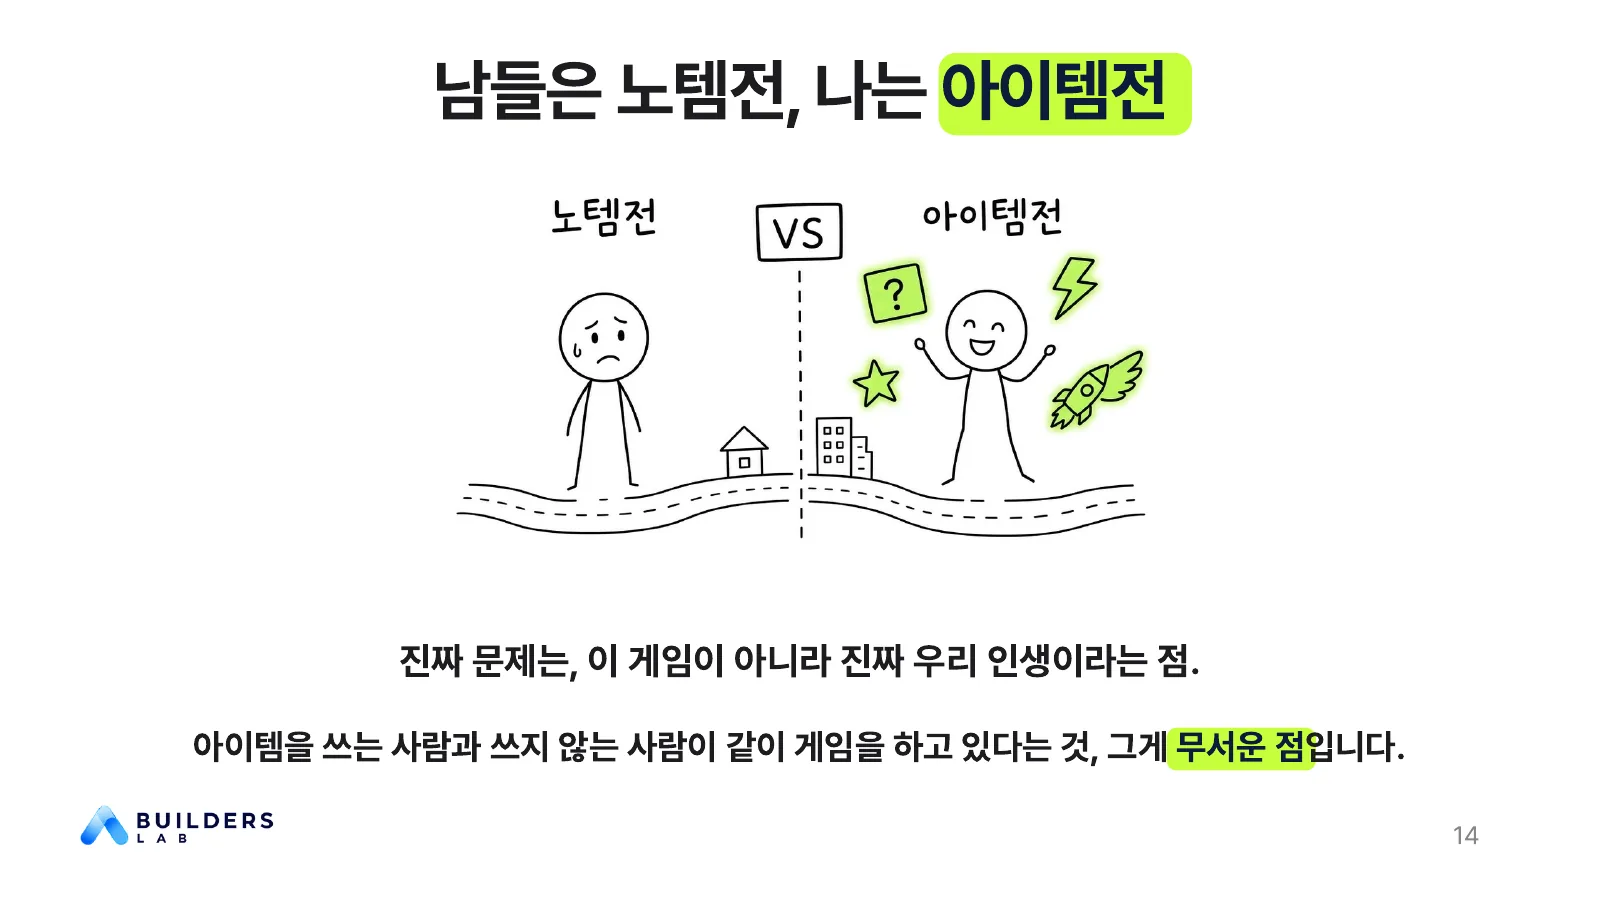 남들은 노템전, 나는 아이템전
노템전
VS
아이템전
?
진짜 문제는, 이 게임이 아니라 진짜 우리 인생이라는 점.
아이템을 쓰는 사람과 쓰지 않는 사람이 같이 게임을 하고 있다는 것, 그게 무서운 점입니다.
BUILDERS
LAB
14